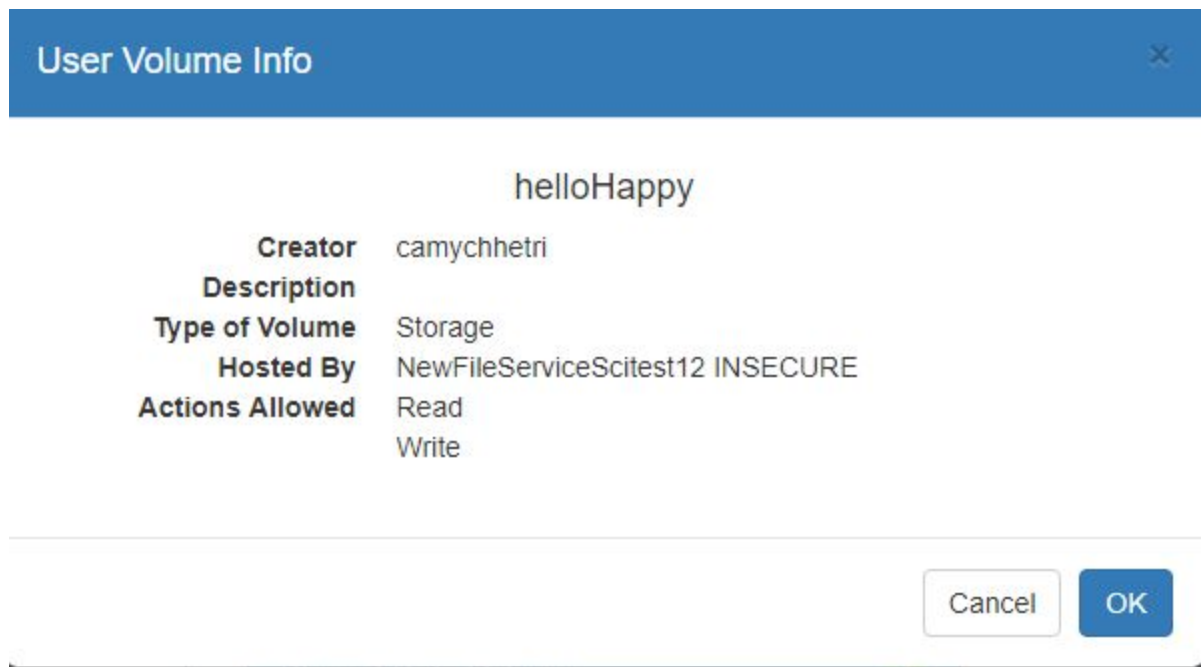 User Volume Info ×
helloHappy
Creator camychhetri
Description
Type of Volume Storage
Hosted By NewFileServiceScitest12 INSECURE
Actions Allowed Read
Write
Cancel OK